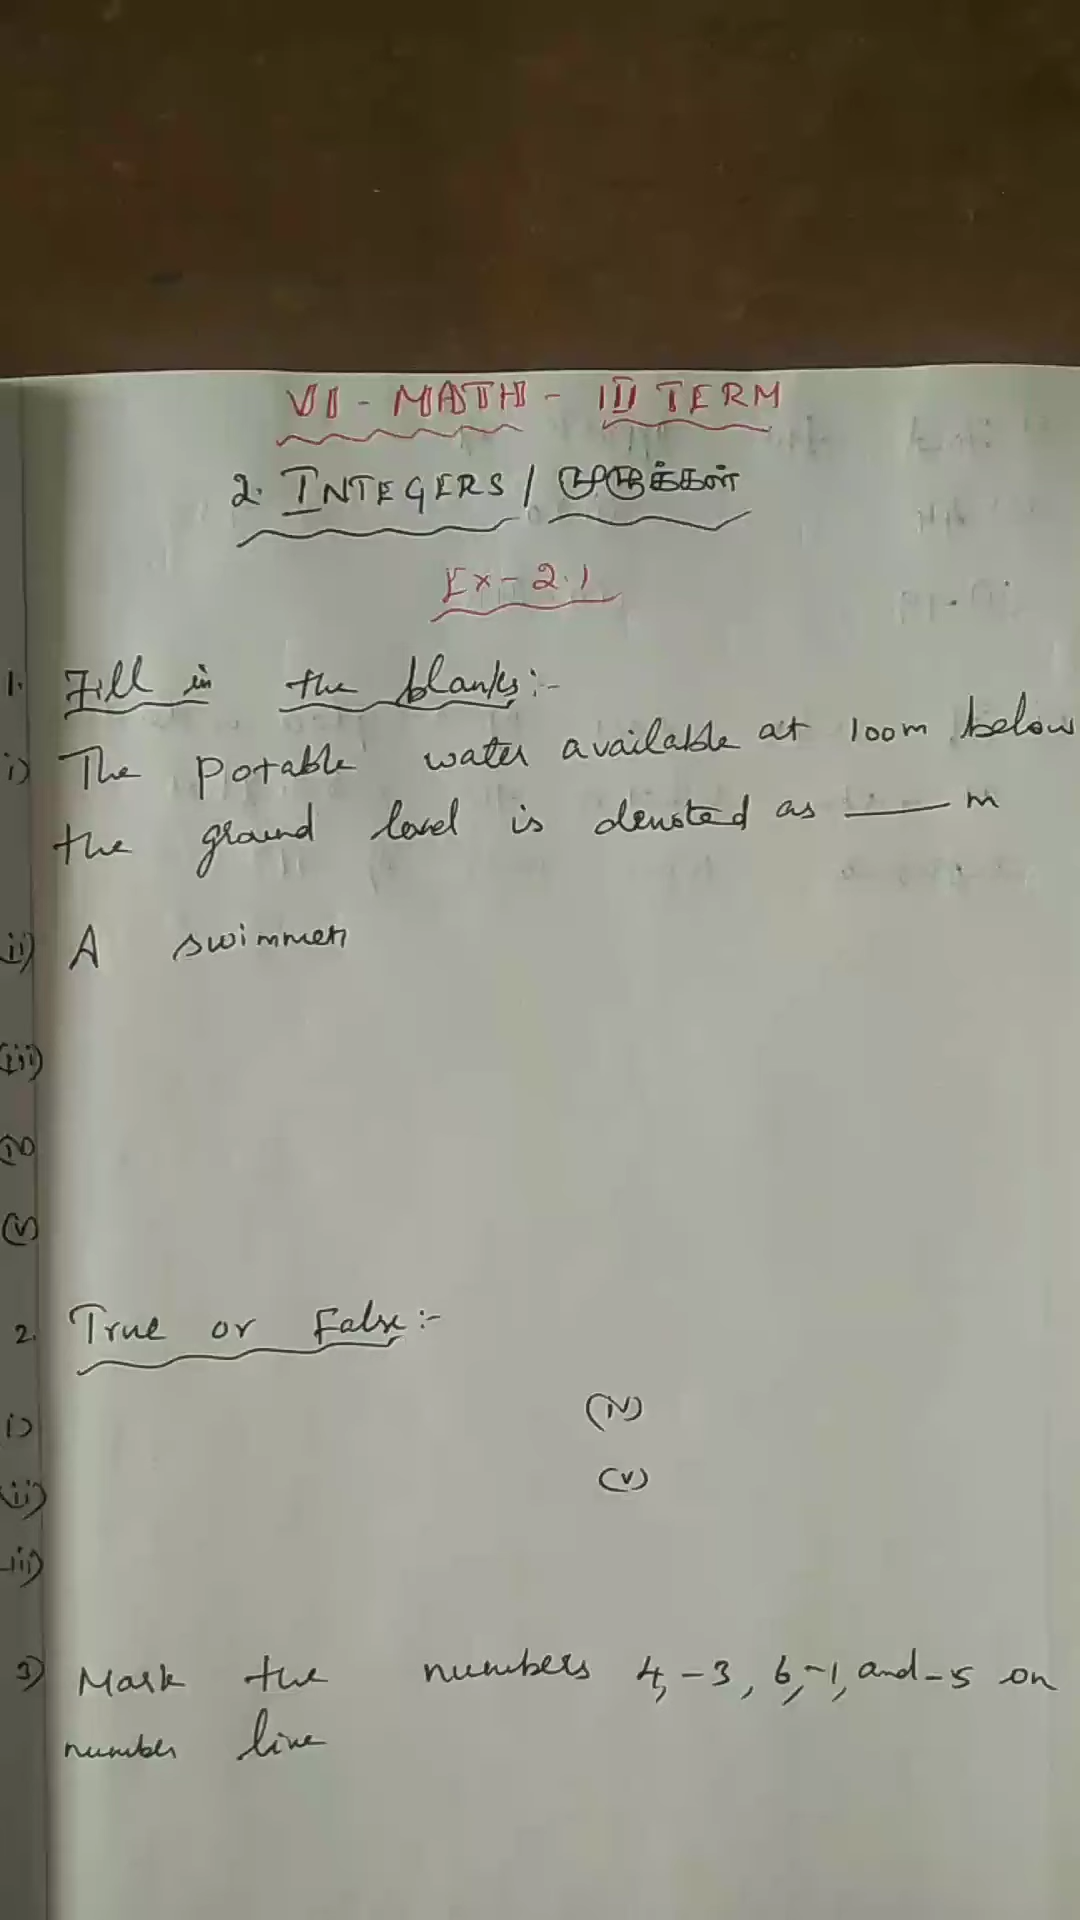 VI - MATH - III TERM
2. INTEGERS / முழுக்கள்
Ex - 2.1
1. Fill in the blanks:-
i) The potable water available at 100m below
the ground level is denoted as ____ m
ii) A swimmer
(iii)
(iv)
(v)
2. True or False:-
i) (iv)
(ii) (v)
iii)
3) Mark the numbers 4, -3, 6, -1, and -5 on
number line